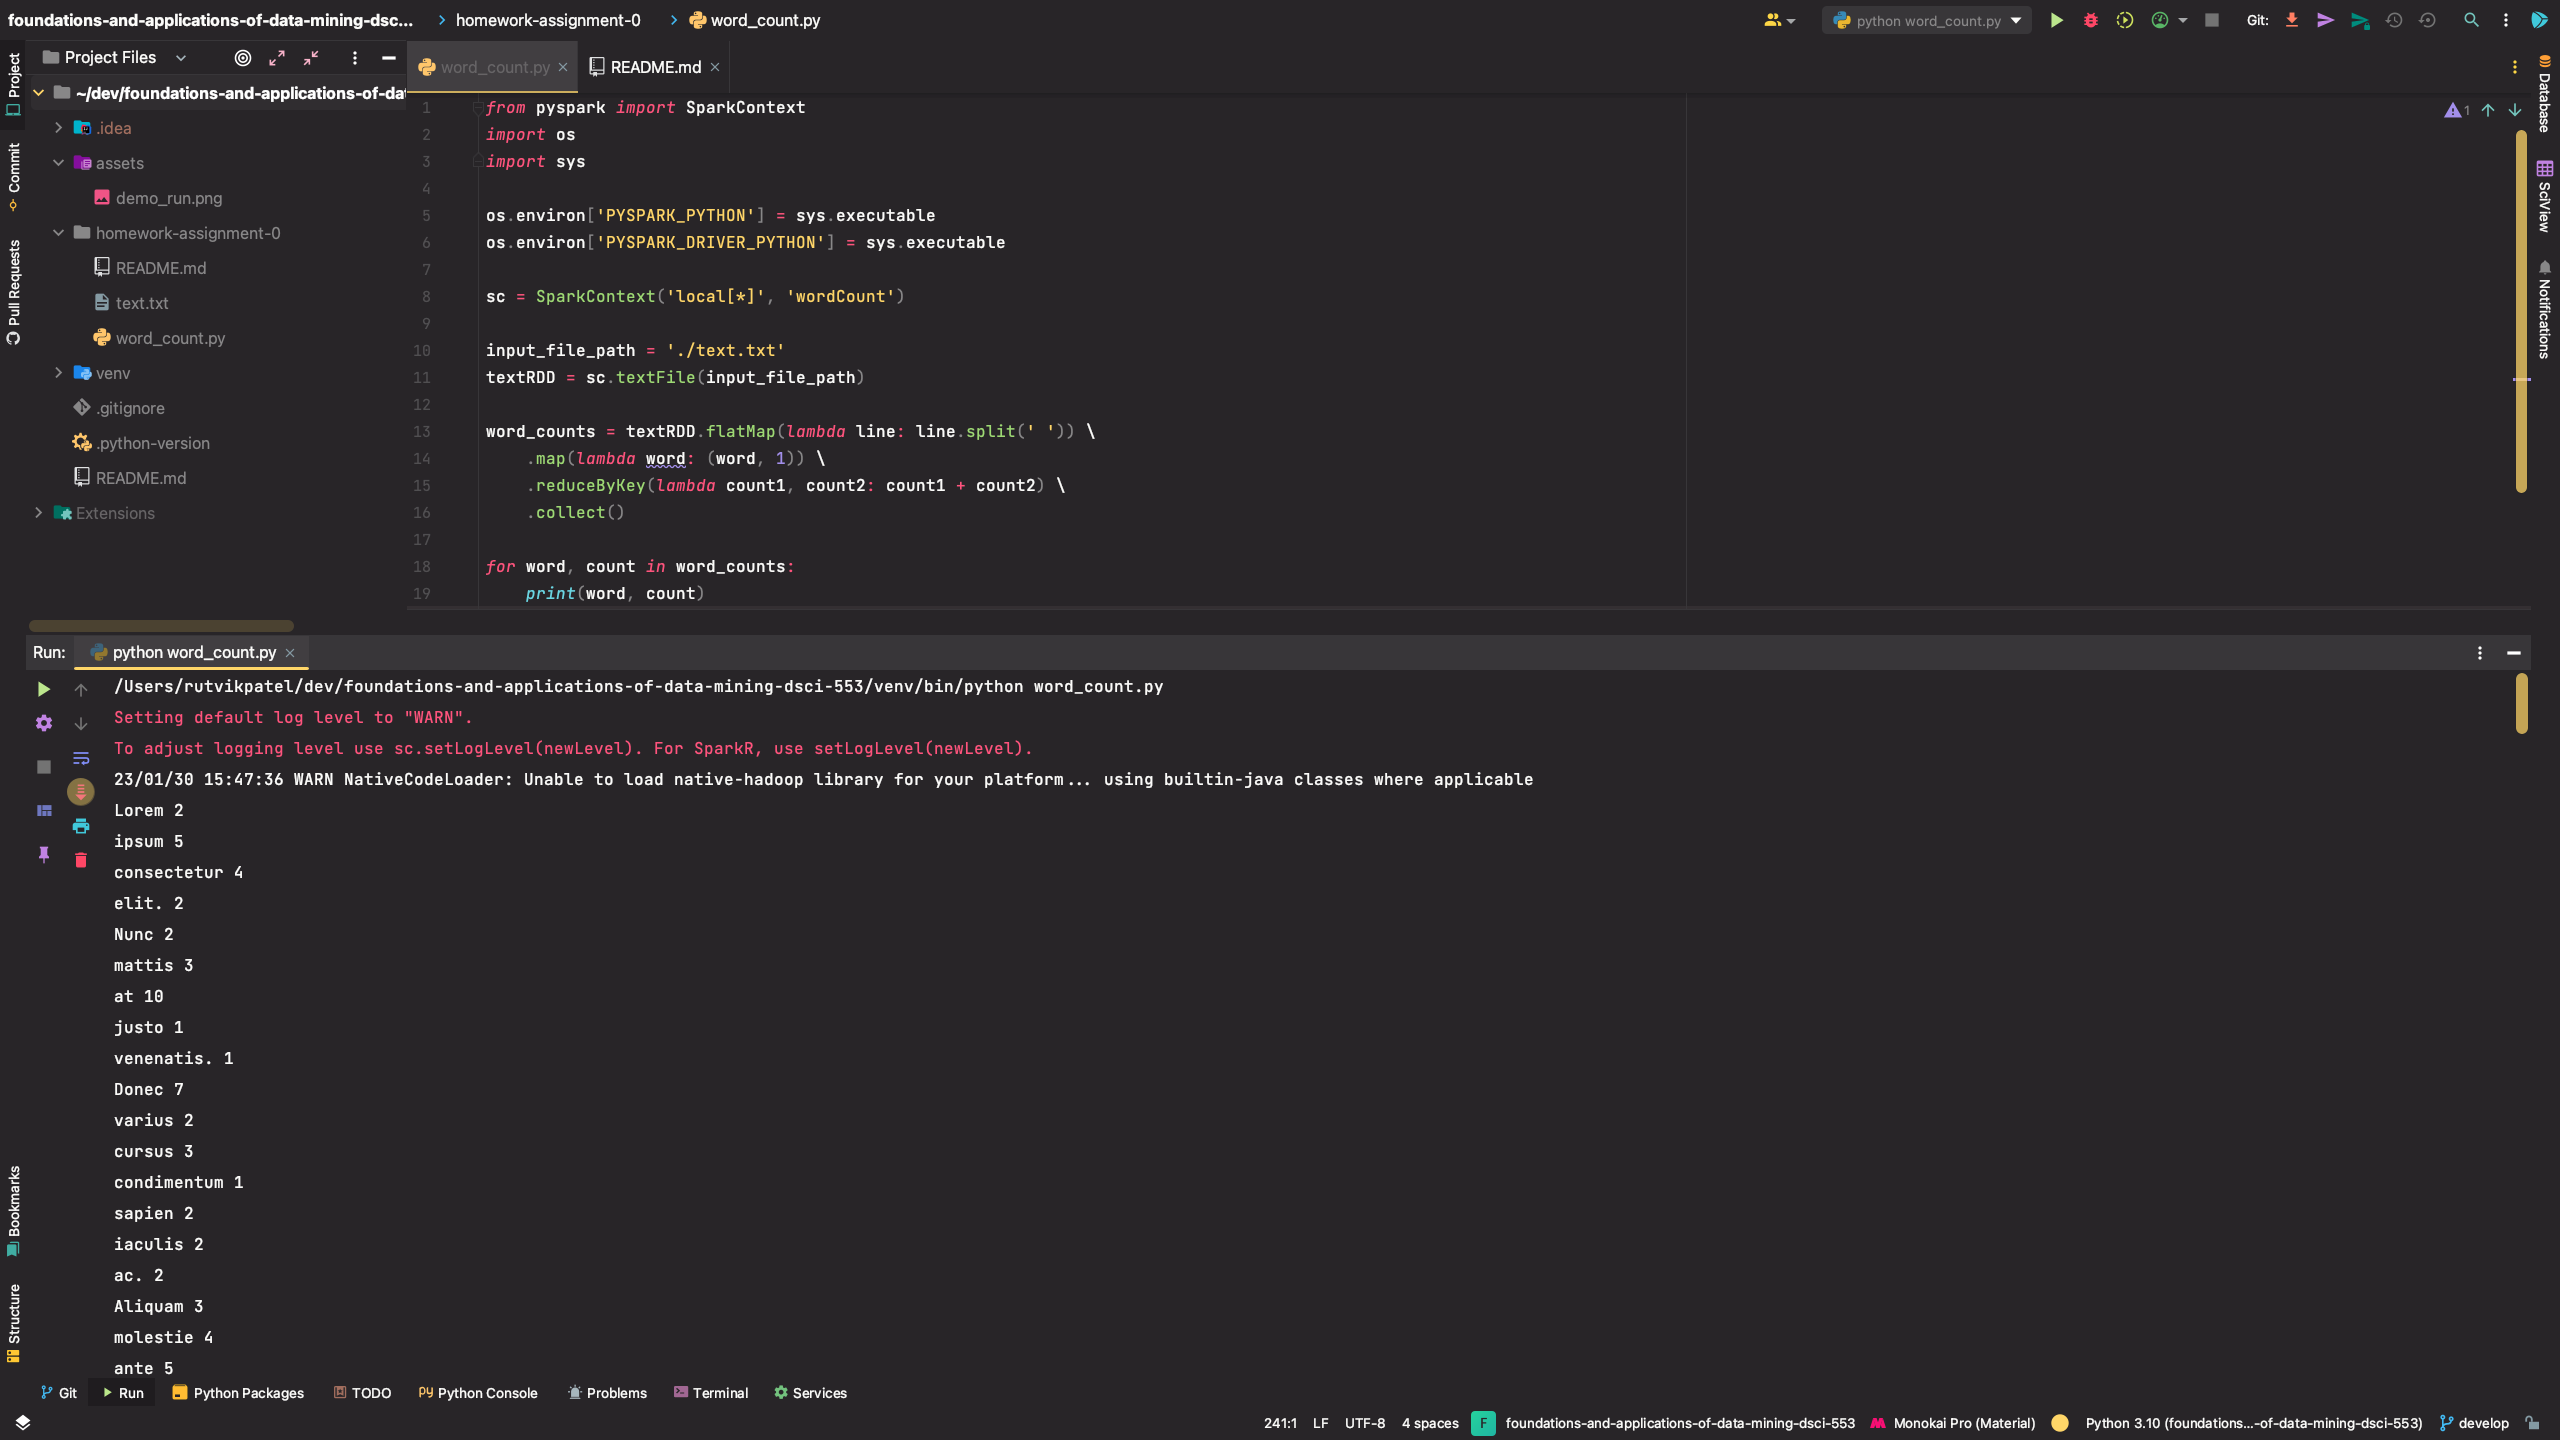 foundations-and-applications-of-data-mining-dsc... > homework-assignment-0 > word_count.py
python word_count.py
Git:
Project
Commit
Pull Requests
Bookmarks
Structure
Project Files
~/dev/foundations-and-applications-of-dat
.idea
assets
demo_run.png
homework-assignment-0
README.md
text.txt
word_count.py
venv
.gitignore
.python-version
README.md
Extensions
word_count.py
README.md
1
Database
SciView
Notifications
1 from pyspark import SparkContext
2 import os
3 import sys
4
5 os.environ['PYSPARK_PYTHON'] = sys.executable
6 os.environ['PYSPARK_DRIVER_PYTHON'] = sys.executable
7
8 sc = SparkContext('local[*]', 'wordCount')
9
10 input_file_path = './text.txt'
11 textRDD = sc.textFile(input_file_path)
12
13 word_counts = textRDD.flatMap(lambda line: line.split(' ')) \
14     .map(lambda word: (word, 1)) \
15     .reduceByKey(lambda count1, count2: count1 + count2) \
16     .collect()
17
18 for word, count in word_counts:
19     print(word, count)
Run: python word_count.py
/Users/rutvikpatel/dev/foundations-and-applications-of-data-mining-dsci-553/venv/bin/python word_count.py
Setting default log level to "WARN".
To adjust logging level use sc.setLogLevel(newLevel). For SparkR, use setLogLevel(newLevel).
23/01/30 15:47:36 WARN NativeCodeLoader: Unable to load native-hadoop library for your platform... using builtin-java classes where applicable
Lorem 2
ipsum 5
consectetur 4
elit. 2
Nunc 2
mattis 3
at 10
justo 1
venenatis. 1
Donec 7
varius 2
cursus 3
condimentum 1
sapien 2
iaculis 2
ac. 2
Aliquam 3
molestie 4
ante 5
Git Run Python Packages TODO Python Console Problems Terminal Services
241:1 LF UTF-8 4 spaces F foundations-and-applications-of-data-mining-dsci-553 Monokai Pro (Material) Python 3.10 (foundations...-of-data-mining-dsci-553) develop